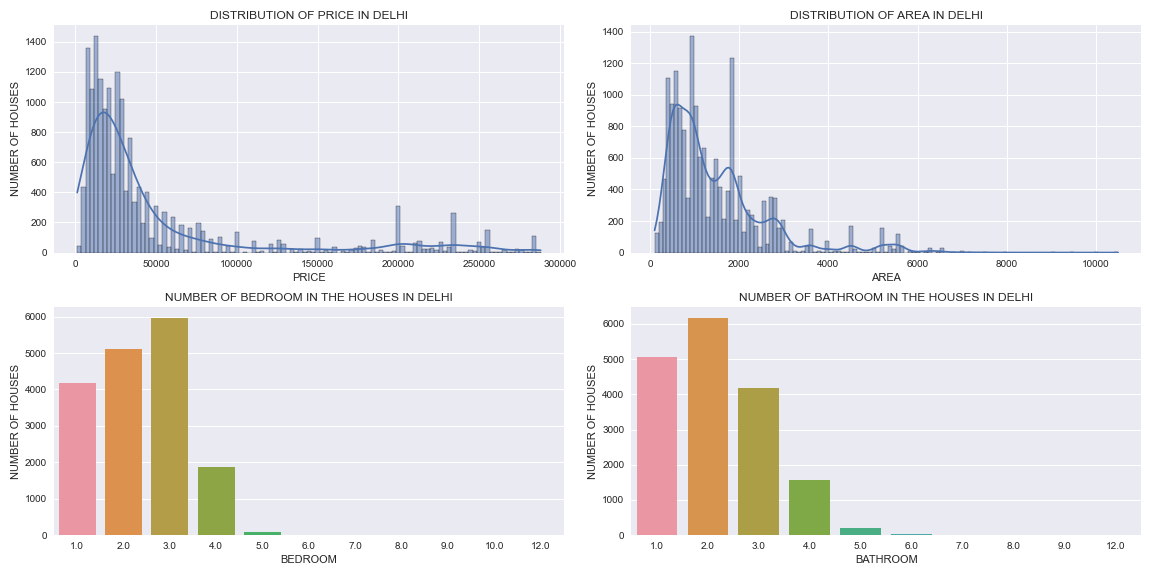 DISTRIBUTION OF PRICE IN DELHI
NUMBER OF HOUSES
1400
1200
1000
800
600
400
200
0
0 50000 100000 150000 200000 250000 300000
PRICE
DISTRIBUTION OF AREA IN DELHI
NUMBER OF HOUSES
1400
1200
1000
800
600
400
200
0
0 2000 4000 6000 8000 10000
AREA
NUMBER OF BEDROOM IN THE HOUSES IN DELHI
NUMBER OF HOUSES
6000
5000
4000
3000
2000
1000
0
1.0 2.0 3.0 4.0 5.0 6.0 7.0 8.0 9.0 10.0 12.0
BEDROOM
NUMBER OF BATHROOM IN THE HOUSES IN DELHI
NUMBER OF HOUSES
6000
5000
4000
3000
2000
1000
0
1.0 2.0 3.0 4.0 5.0 6.0 7.0 8.0 9.0 12.0
BATHROOM